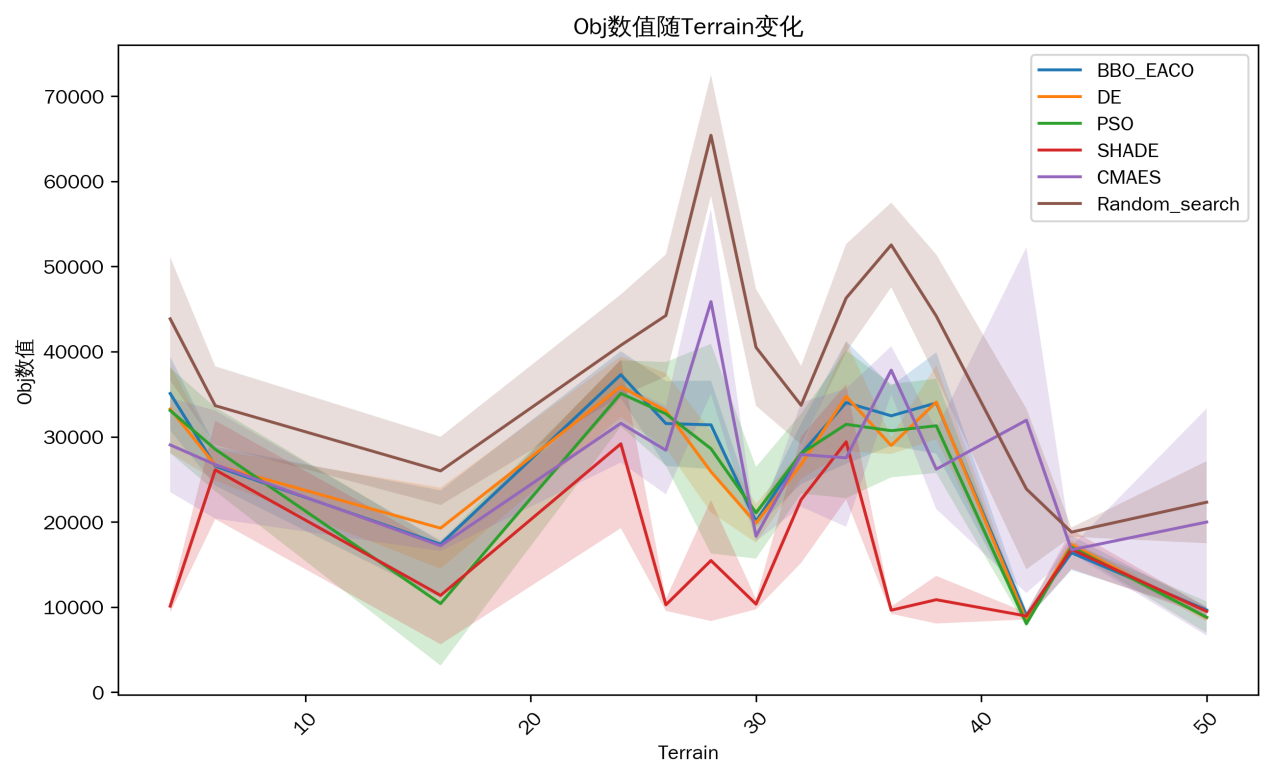 Obj数值随Terrain变化
BBO_EACO
DE
PSO
SHADE
CMAES
Random_search
Obj数值
70000
60000
50000
40000
30000
20000
10000
0
10
20
30
40
50
Terrain